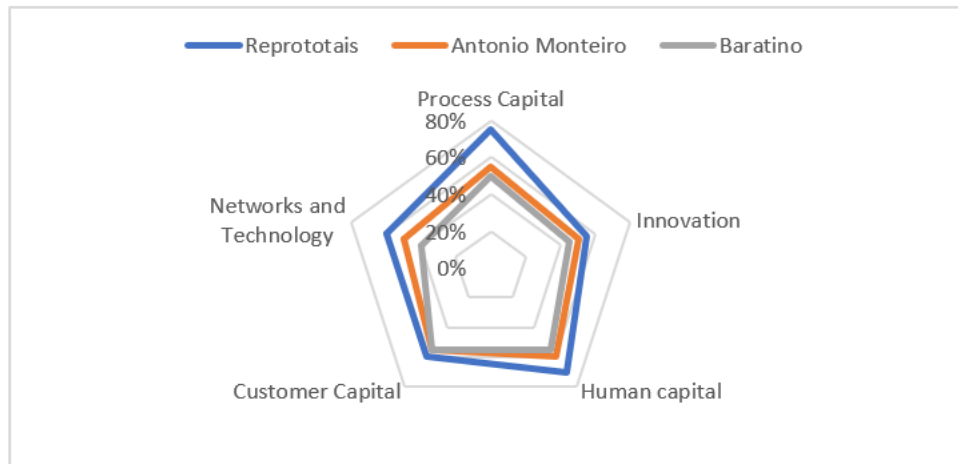 Reprototais Antonio Monteiro Baratino
Process Capital
80%
60%
40%
20%
0%
Networks and
Technology
Innovation
Customer Capital
Human capital